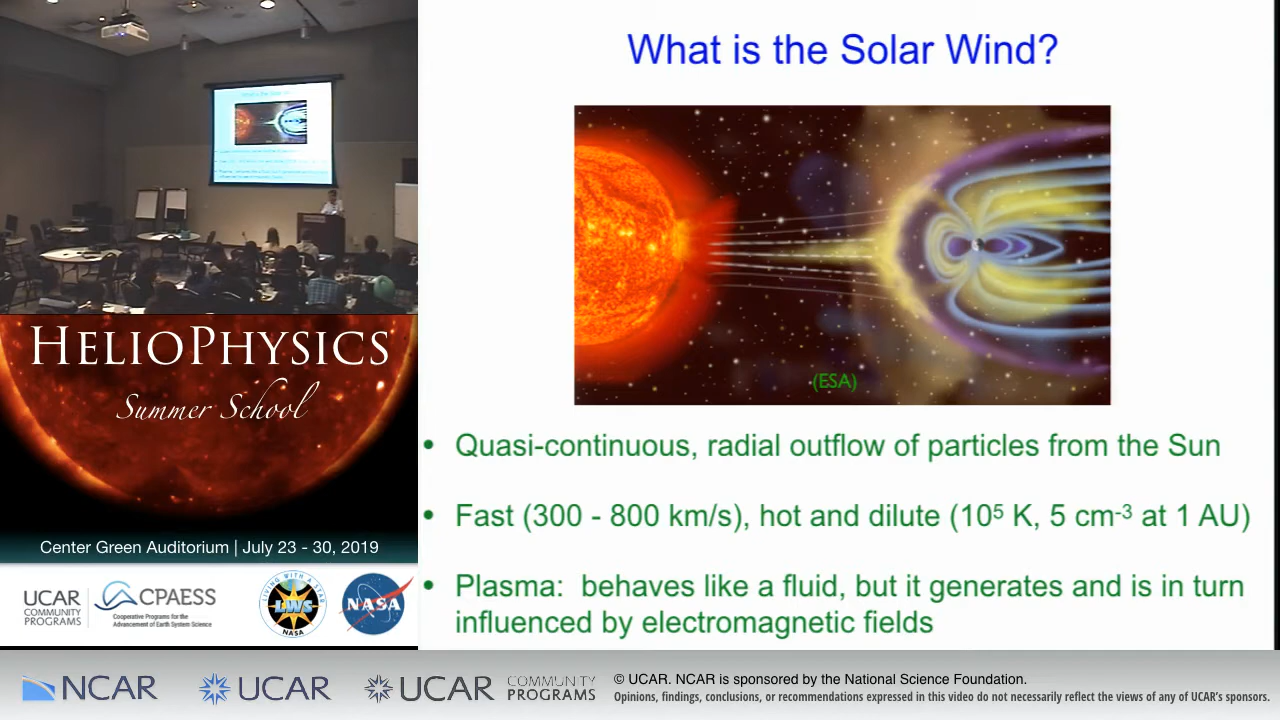 What is the Solar Wind?
(ESA)
• Quasi-continuous, radial outflow of particles from the Sun
• Fast (300 - 800 km/s), hot and dilute (10⁵ K, 5 cm⁻³ at 1 AU)
• Plasma: behaves like a fluid, but it generates and is in turn
influenced by electromagnetic fields
HELIOPHYSICS
Summer School
Center Green Auditorium | July 23 - 30, 2019
UCAR
COMMUNITY
PROGRAMS
CPAESS
Cooperative Programs for the
Advancement of Earth System Science
LIVING WITH A STAR
LWS
NASA
NASA
NCAR
UCAR
UCAR
COMMUNITY
PROGRAMS
© UCAR. NCAR is sponsored by the National Science Foundation.
Opinions, findings, conclusions, or recommendations expressed in this video do not necessarily reflect the views of any of UCAR's sponsors.